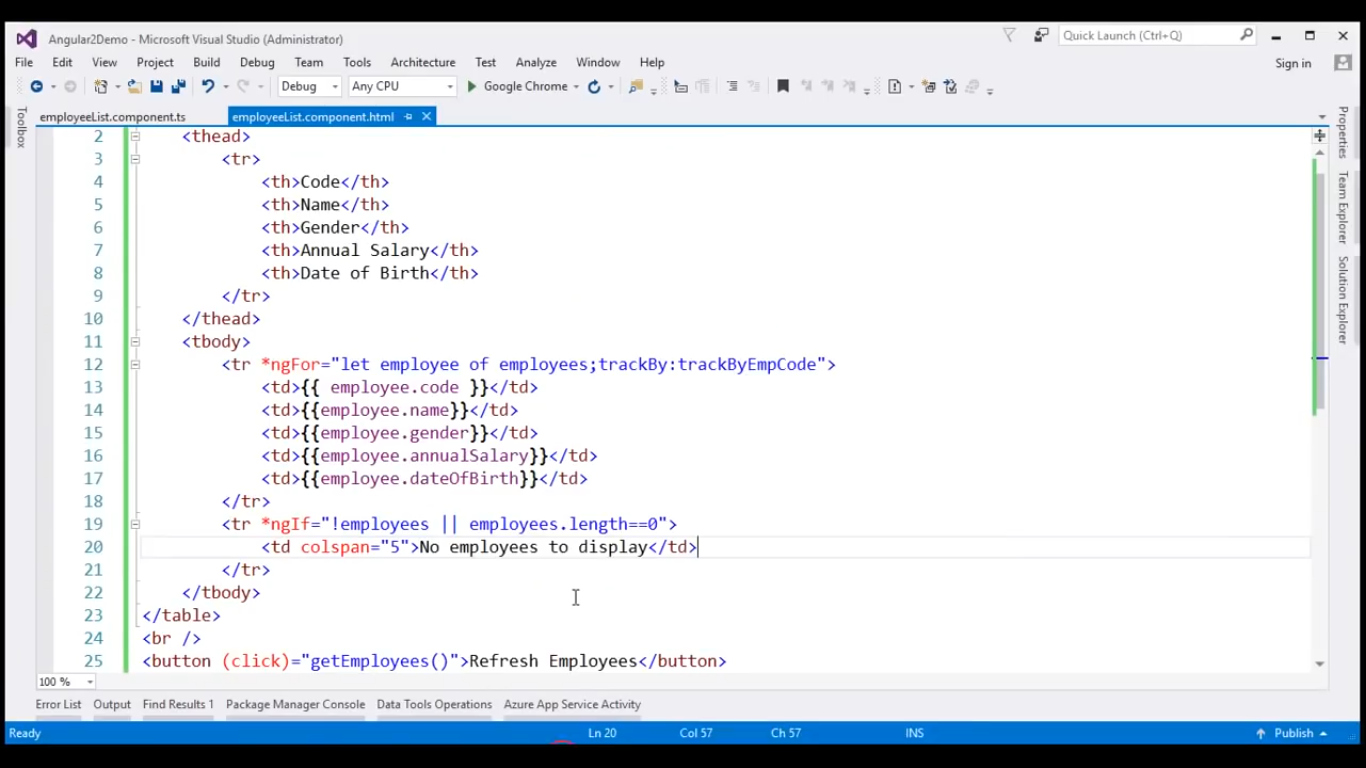 Angular2Demo - Microsoft Visual Studio (Administrator)
Quick Launch (Ctrl+Q)
File Edit View Project Build Debug Team Tools Architecture Test Analyze Window Help
Sign in
Debug Any CPU Google Chrome
employeeList.component.ts employeeList.component.html
Toolbox
2 <thead>
3 <tr>
4 <th>Code</th>
5 <th>Name</th>
6 <th>Gender</th>
7 <th>Annual Salary</th>
8 <th>Date of Birth</th>
9 </tr>
10 </thead>
11 <tbody>
12 <tr *ngFor="let employee of employees;trackBy:trackByEmpCode">
13 <td>{{ employee.code }}</td>
14 <td>{{employee.name}}</td>
15 <td>{{employee.gender}}</td>
16 <td>{{employee.annualSalary}}</td>
17 <td>{{employee.dateOfBirth}}</td>
18 </tr>
19 <tr *ngIf="!employees || employees.length==0">
20 <td colspan="5">No employees to display</td>
21 </tr>
22 </tbody>
23 </table>
24 <br />
25 <button (click)="getEmployees()">Refresh Employees</button>
Properties
Team Explorer
Solution Explorer
100 %
Error List Output Find Results 1 Package Manager Console Data Tools Operations Azure App Service Activity
Ready Ln 20 Col 57 Ch 57 INS Publish